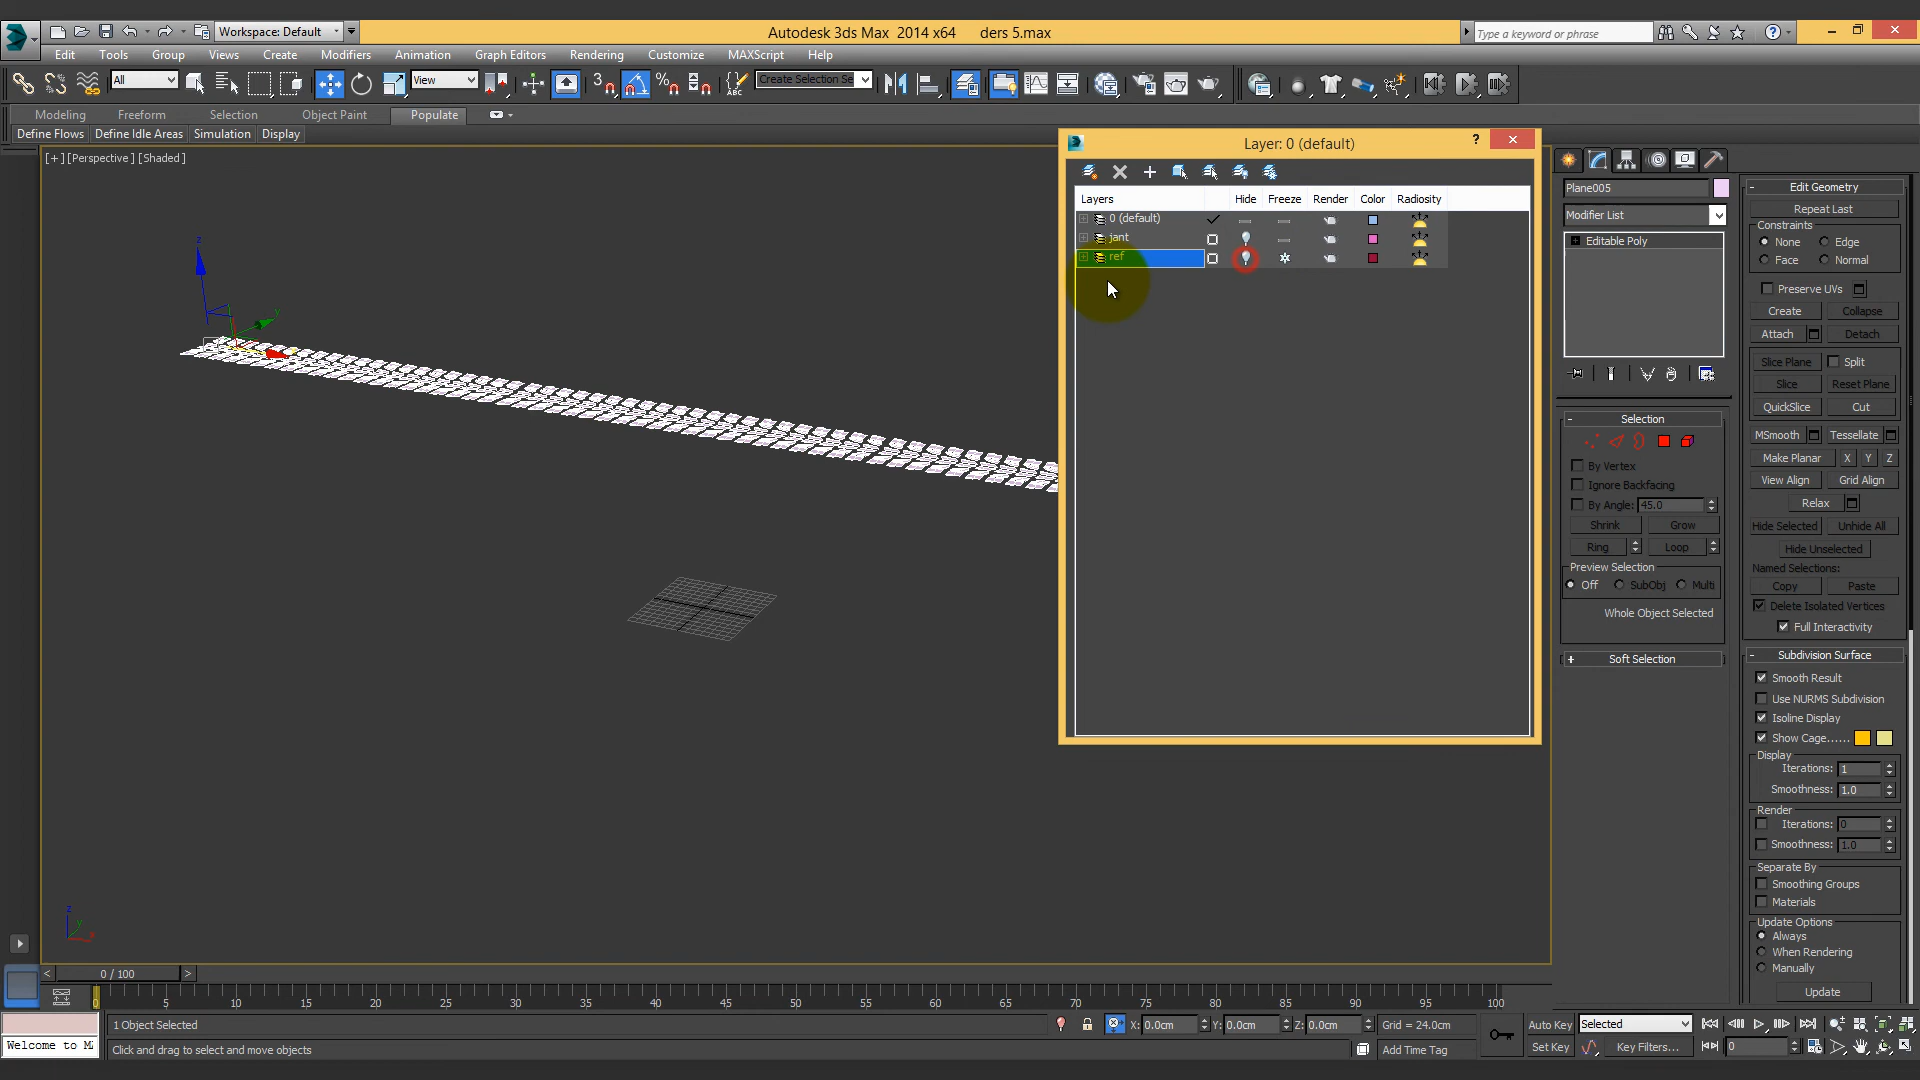 Workspace: Default
Autodesk 3ds Max 2014 x64 ders 5.max
Type a keyword or phrase
Edit Tools Group Views Create Modifiers Animation Graph Editors Rendering Customize MAXScript Help
All View Create Selection Se
Modeling Freeform Selection Object Paint Populate
Define Flows Define Idle Areas Simulation Display
[+] [Perspective] [Shaded]
Layer: 0 (default)
Layers Hide Freeze Render Color Radiosity
0 (default)
jant
ref
Plane005
Modifier List
Editable Poly
Selection
By Vertex
Ignore Backfacing
By Angle: 45.0
Shrink Grow
Ring Loop
Preview Selection
Off SubObj Multi
Whole Object Selected
Soft Selection
Edit Geometry
Repeat Last
Constraints
None Edge
Face Normal
Preserve UVs
Create Collapse
Attach Detach
Slice Plane Split
Slice Reset Plane
QuickSlice Cut
MSmooth Tessellate
Make Planar X Y Z
View Align Grid Align
Relax
Hide Selected Unhide All
Hide Unselected
Named Selections:
Copy Paste
Delete Isolated Vertices
Full Interactivity
Subdivision Surface
Smooth Result
Use NURMS Subdivision
Isoline Display
Show Cage......
Display
Iterations: 1
Smoothness: 1.0
Render
Iterations: 0
Smoothness: 1.0
Separate By
Smoothing Groups
Materials
Update Options
Always
When Rendering
Manually
Update
z y x
z y x
< 0 / 100 >
0 5 10 15 20 25 30 35 40 45 50 55 60 65 70 75 80 85 90 95 100
1 Object Selected X: 0.0cm Y: 0.0cm Z: 0.0cm Grid = 24.0cm Auto Key Selected
Welcome to MA Click and drag to select and move objects Add Time Tag Set Key Key Filters... 0